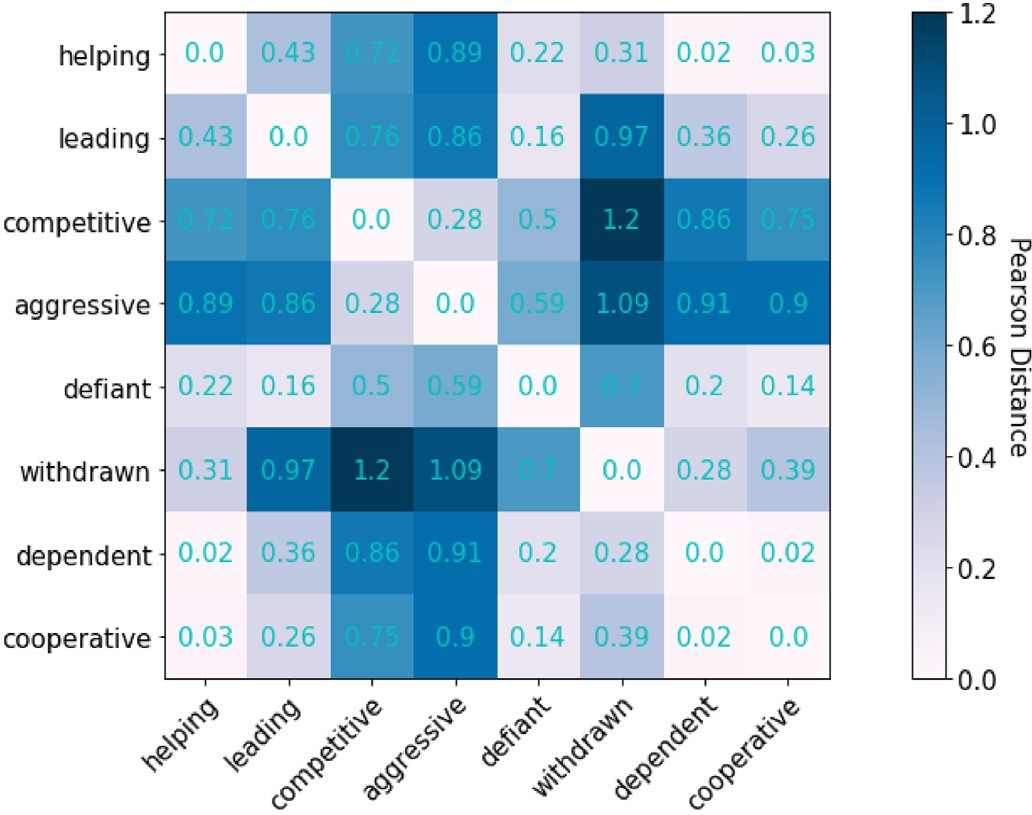 helping 0.0 0.43 0.72 0.89 0.22 0.31 0.02 0.03
leading 0.43 0.0 0.76 0.86 0.16 0.97 0.36 0.26
competitive 0.72 0.76 0.0 0.28 0.5 1.2 0.86 0.75
aggressive 0.89 0.86 0.28 0.0 0.59 1.09 0.91 0.9
defiant 0.22 0.16 0.5 0.59 0.0 0.7 0.2 0.14
withdrawn 0.31 0.97 1.2 1.09 0.7 0.0 0.28 0.39
dependent 0.02 0.36 0.86 0.91 0.2 0.28 0.0 0.02
cooperative 0.03 0.26 0.75 0.9 0.14 0.39 0.02 0.0
helping leading competitive aggressive defiant withdrawn dependent cooperative
1.2
1.0
0.8
0.6
0.4
0.2
0.0
Pearson Distance